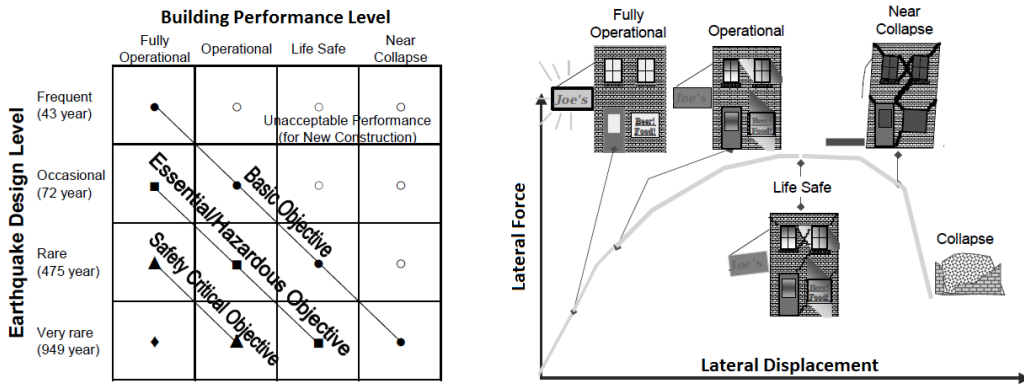 Building Performance Level
Fully
Operational
Operational
Life Safe
Near
Collapse
Earthquake Design Level
Frequent
(43 year)
Unacceptable Performance
(for New Construction)
Occasional
(72 year)
Rare
(475 year)
Very rare
(949 year)
Basic Objective
Essential/Hazardous Objective
Safety Critical Objective
Fully
Operational
Operational
Near
Collapse
Joe's
Beer!
Food!
Joe's
Beer!
Food!
Life Safe
Joe's
Beer!
Food!
Collapse
Lateral Force
Lateral Displacement